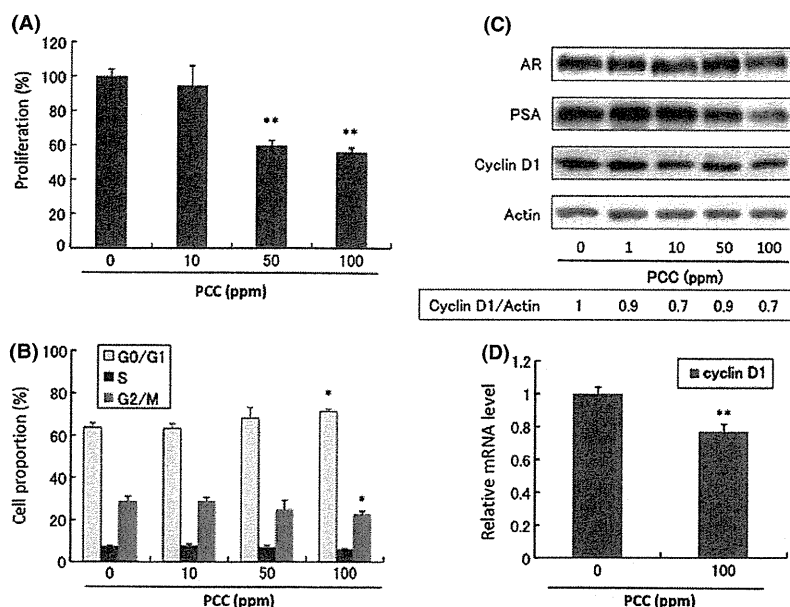 (A)
Proliferation (%)
120
100
80
60
40
20
0
**
**
0 10 50 100
PCC (ppm)
(B)
Cell proportion (%)
100
80
60
40
20
0
G0/G1
S
G2/M
*
*
0 10 50 100
PCC (ppm)
(C)
AR
PSA
Cyclin D1
Actin
0 1 10 50 100
PCC (ppm)
Cyclin D1/Actin 1 0.9 0.7 0.9 0.7
(D)
Relative mRNA level
1.2
1
0.8
0.6
0.4
0.2
0
cyclin D1
**
0 100
PCC (ppm)